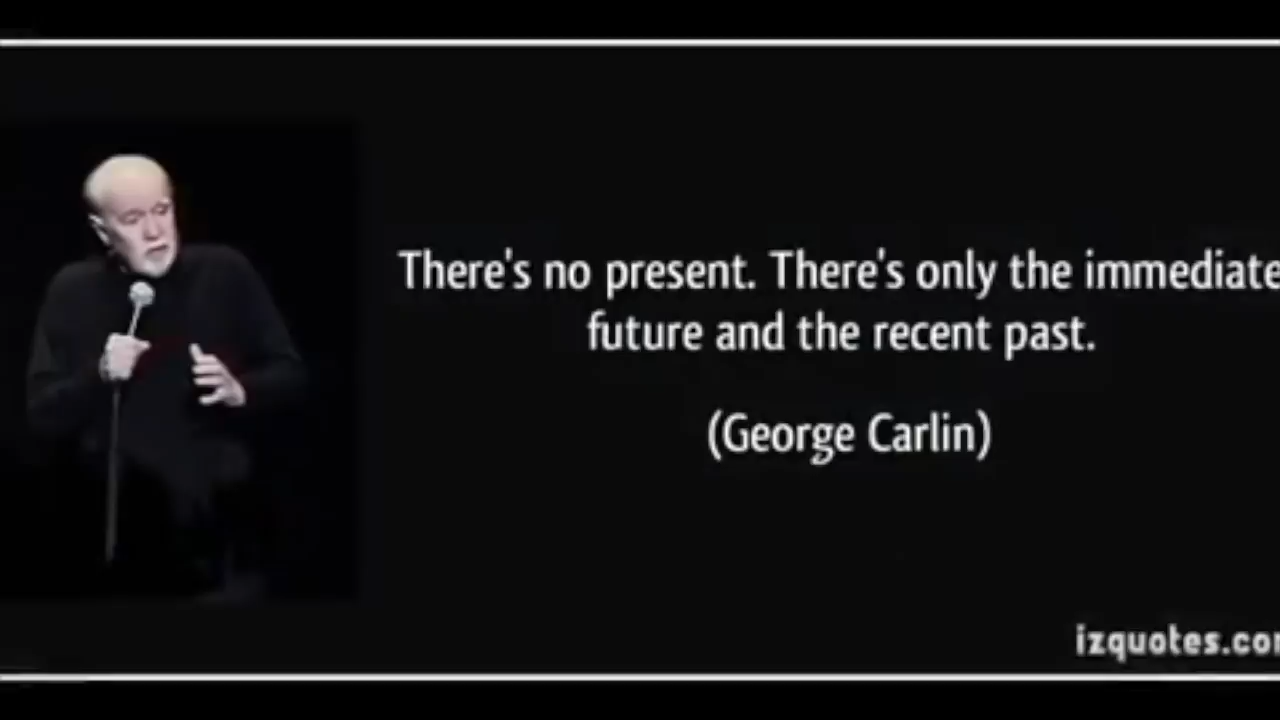 There's no present. There's only the immediate
future and the recent past.
(George Carlin)
izquotes.co